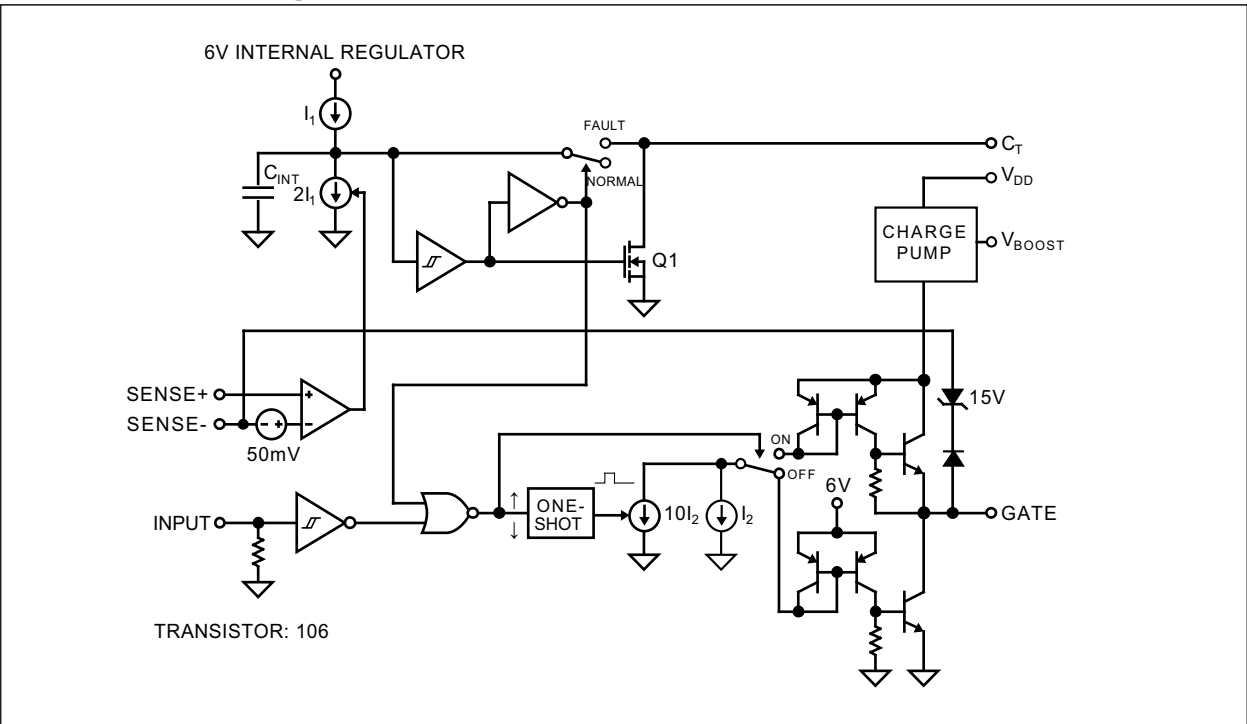 6V INTERNAL REGULATOR
I1
FAULT
CT
CINT
2I1
NORMAL
VDD
CHARGE
PUMP
VBOOST
Q1
SENSE+
+
15V
SENSE-
- +
–
50mV
ON
OFF
6V
INPUT
↑
↓
ONE-
SHOT
10I2
I2
GATE
TRANSISTOR: 106